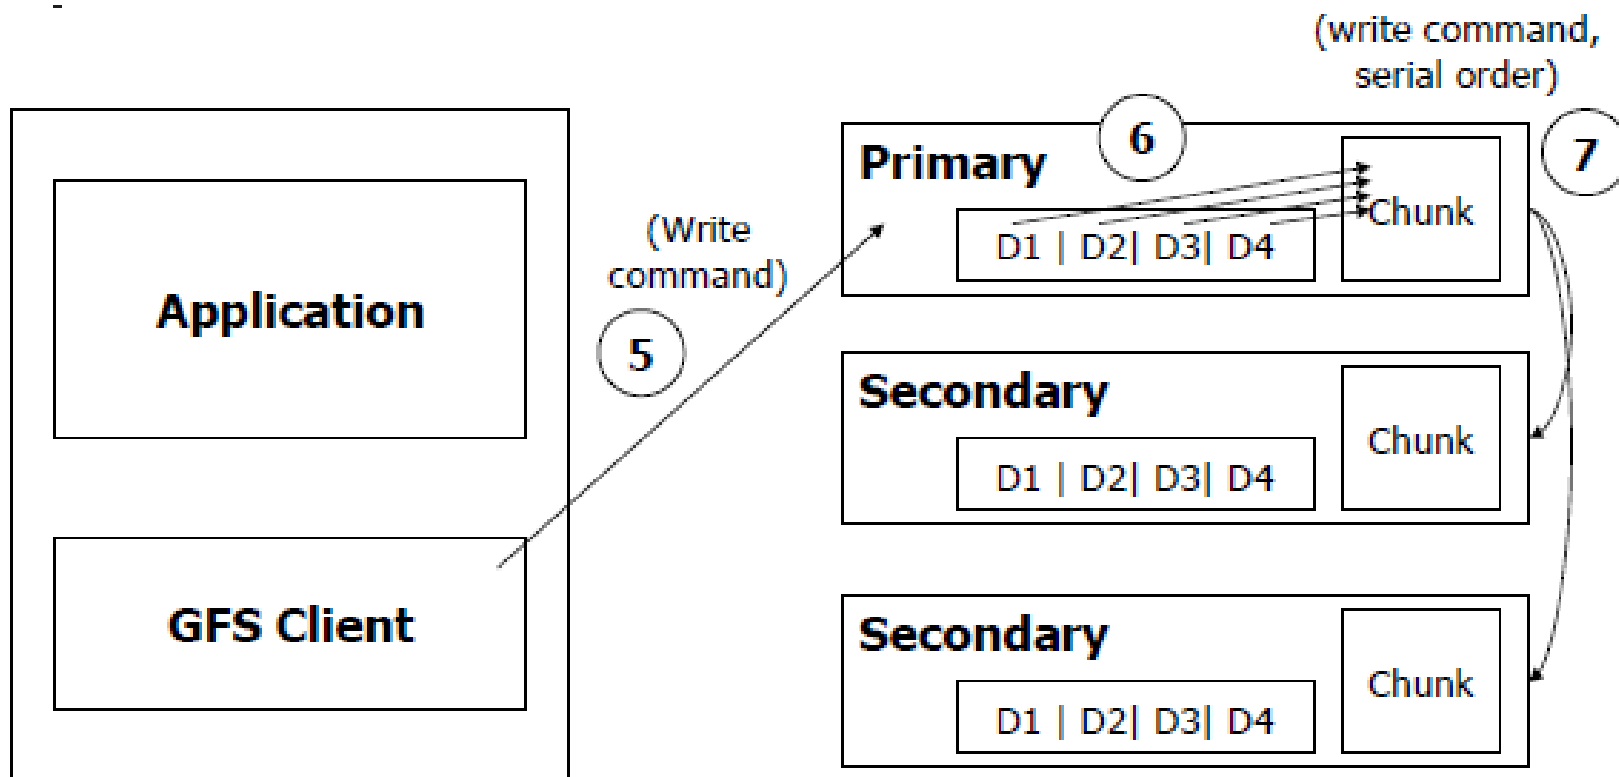 (write command,
serial order)
6
7
Primary
Chunk
D1 | D2| D3| D4
(Write
command)
5
Application
Secondary
Chunk
D1 | D2| D3| D4
GFS Client
Secondary
Chunk
D1 | D2| D3| D4